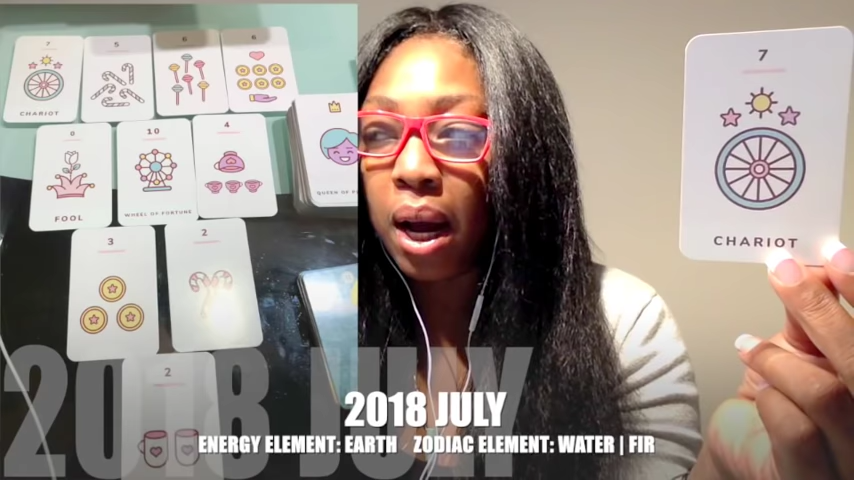 7
CHARIOT
5
6
6
0
FOOL
10
WHEEL OF FORTUNE
4
QUEEN OF
3
2
2
7
CHARIOT
2018 JULY
2018 JULY
ENERGY ELEMENT: EARTH ZODIAC ELEMENT: WATER | FIR